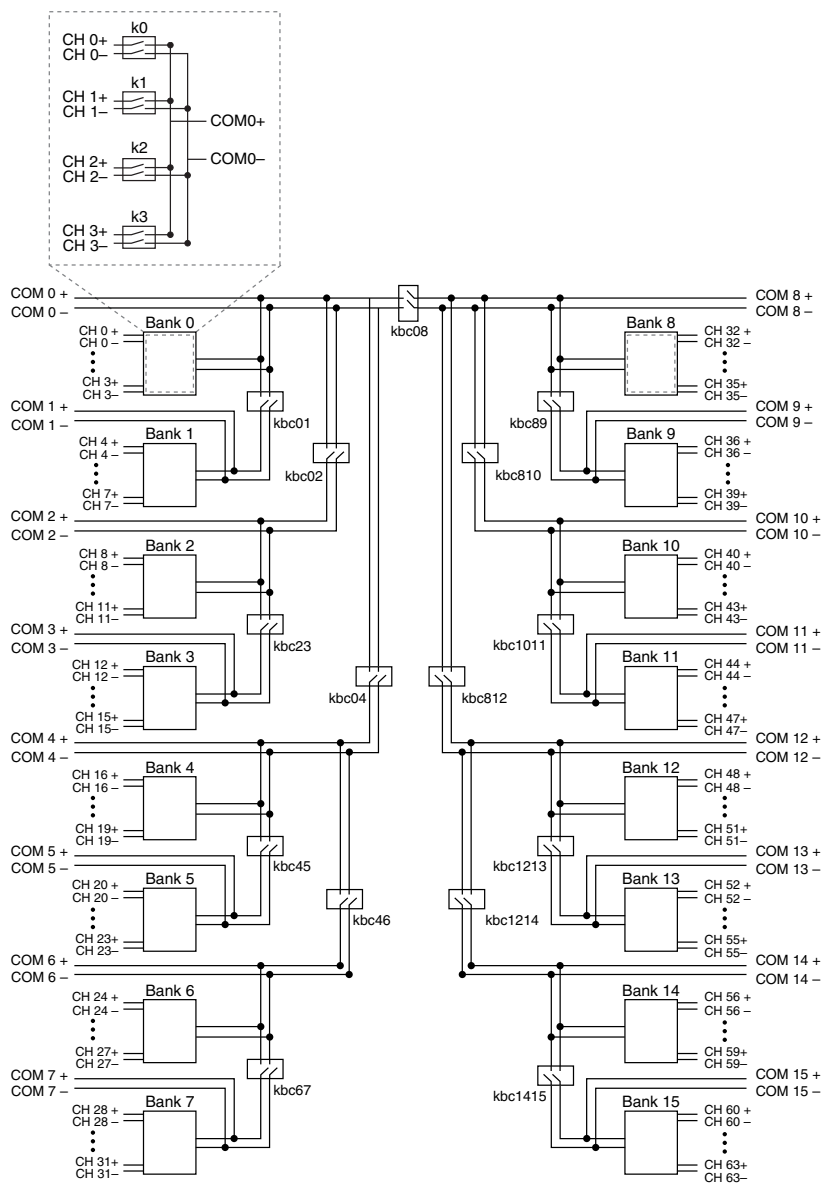 k0
CH 0+
CH 0–
k1
CH 1+
CH 1–
COM0+
k2
CH 2+
CH 2–
COM0–
k3
CH 3+
CH 3–
COM 0 +
COM 0 –
kbc08
COM 8 +
COM 8 –
Bank 0
CH 0 +
CH 0 –
CH 3+
CH 3–
Bank 8
CH 32 +
CH 32 –
CH 35+
CH 35–
COM 1 +
COM 1 –
kbc01
kbc89
COM 9 +
COM 9 –
Bank 1
CH 4 +
CH 4 –
CH 7+
CH 7–
kbc02
kbc810
Bank 9
CH 36 +
CH 36 –
CH 39+
CH 39–
COM 2 +
COM 2 –
COM 10 +
COM 10 –
Bank 2
CH 8 +
CH 8 –
CH 11+
CH 11–
Bank 10
CH 40 +
CH 40 –
CH 43+
CH 43–
COM 3 +
COM 3 –
kbc23
kbc1011
COM 11 +
COM 11 –
Bank 3
CH 12 +
CH 12 –
CH 15+
CH 15–
kbc04
kbc812
Bank 11
CH 44 +
CH 44 –
CH 47+
CH 47–
COM 4 +
COM 4 –
COM 12 +
COM 12 –
Bank 4
CH 16 +
CH 16 –
CH 19+
CH 19–
Bank 12
CH 48 +
CH 48 –
CH 51+
CH 51–
COM 5 +
COM 5 –
kbc45
kbc1213
COM 13 +
COM 13 –
Bank 5
CH 20 +
CH 20 –
CH 23+
CH 23–
kbc46
kbc1214
Bank 13
CH 52 +
CH 52 –
CH 55+
CH 55–
COM 6 +
COM 6 –
COM 14 +
COM 14 –
Bank 6
CH 24 +
CH 24 –
CH 27+
CH 27–
Bank 14
CH 56 +
CH 56 –
CH 59+
CH 59–
COM 7 +
COM 7 –
kbc67
kbc1415
COM 15 +
COM 15 –
Bank 7
CH 28 +
CH 28 –
CH 31+
CH 31–
Bank 15
CH 60 +
CH 60 –
CH 63+
CH 63–